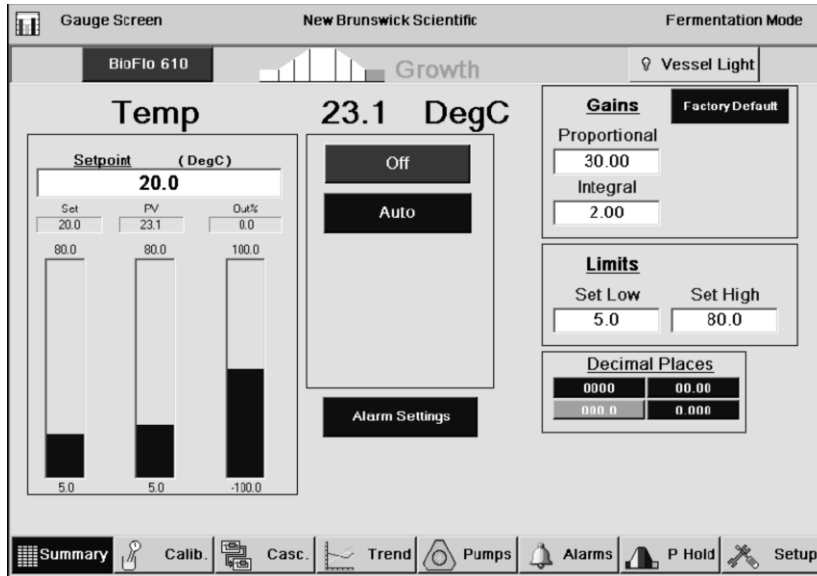 Gauge Screen New Brunswick Scientific Fermentation Mode
BioFlo 610 Growth Vessel Light
Temp 23.1 DegC
Setpoint (DegC)
20.0
Set PV Out%
20.0 23.1 0.0
80.0 80.0 100.0
5.0 5.0 -100.0
Off
Auto
Alarm Settings
Gains Factory Default
Proportional
30.00
Integral
2.00
Limits
Set Low Set High
5.0 80.0
Decimal Places
0000 00.00
000.0 0.000
Summary Calib. Casc. Trend Pumps Alarms P Hold Setup